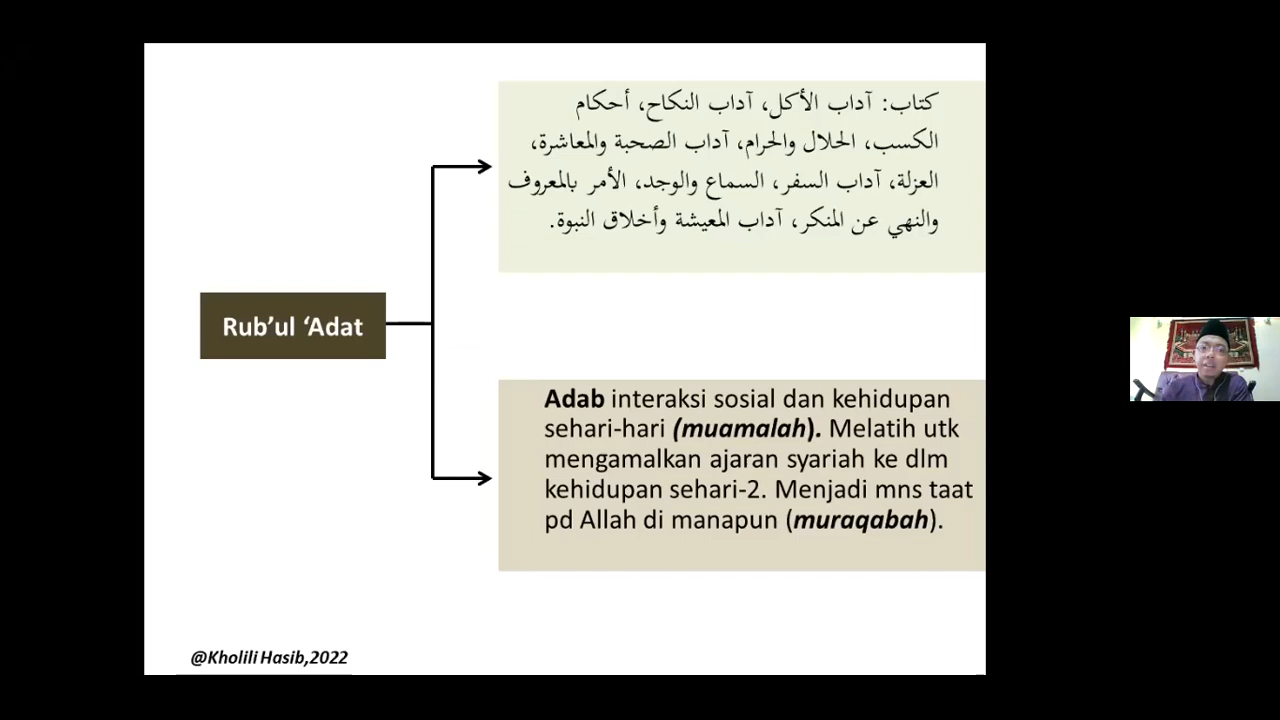 كتاب: آداب الأكل، آداب النكاح، أحكام
الكسب، الحلال والحرام، آداب الصحبة والمعاشرة،
العزلة، آداب السفر، السماع والوجد، الأمر بالمعروف
والنهي عن المنكر، آداب المعيشة وأخلاق النبوة.
Rub’ul ‘Adat
Adab interaksi sosial dan kehidupan
sehari-hari (muamalah). Melatih utk
mengamalkan ajaran syariah ke dlm
kehidupan sehari-2. Menjadi mns taat
pd Allah di manapun (muraqabah).
@Kholili Hasib,2022